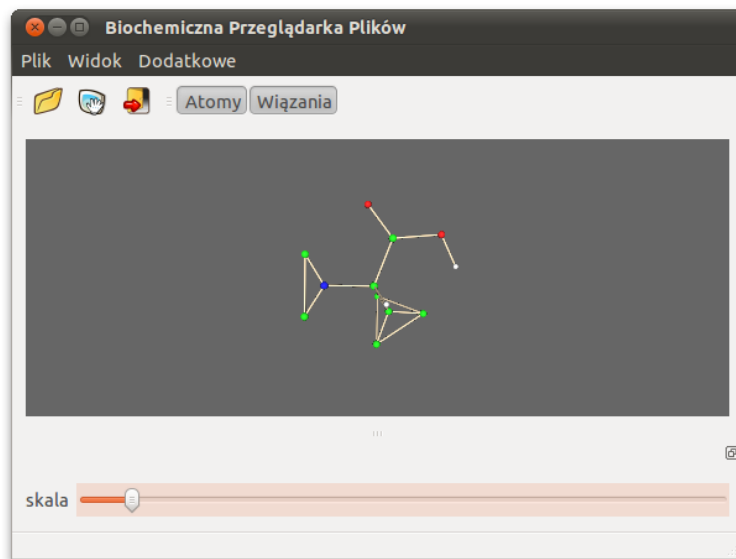 Biochemiczna Przeglądarka Plików
Plik Widok Dodatkowe
Atomy Wiązania
skala